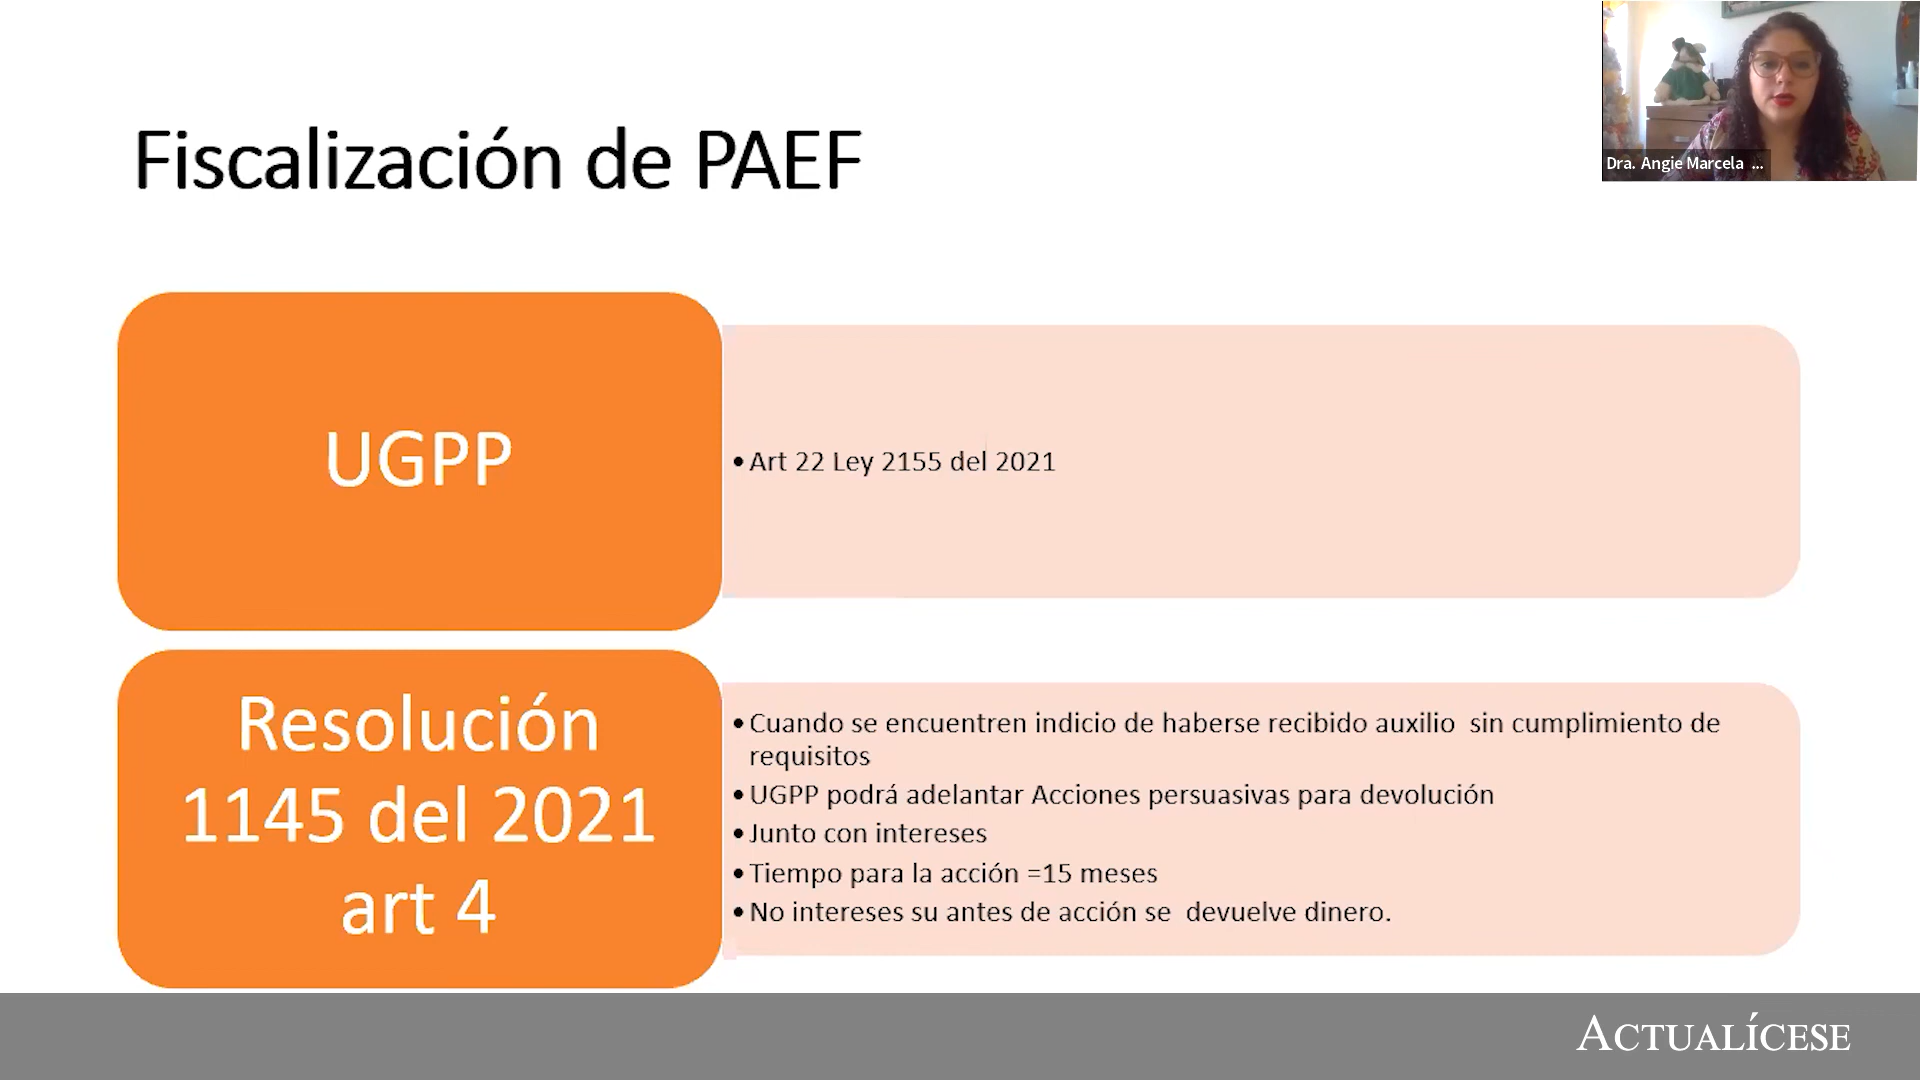 Dra. Angie Marcela ...
Fiscalización de PAEF
UGPP
• Art 22 Ley 2155 del 2021
Resolución
1145 del 2021
art 4
• Cuando se encuentren indicio de haberse recibido auxilio sin cumplimiento de
requisitos
• UGPP podrá adelantar Acciones persuasivas para devolución
• Junto con intereses
• Tiempo para la acción =15 meses
• No intereses su antes de acción se devuelve dinero.
ACTUALÍCESE